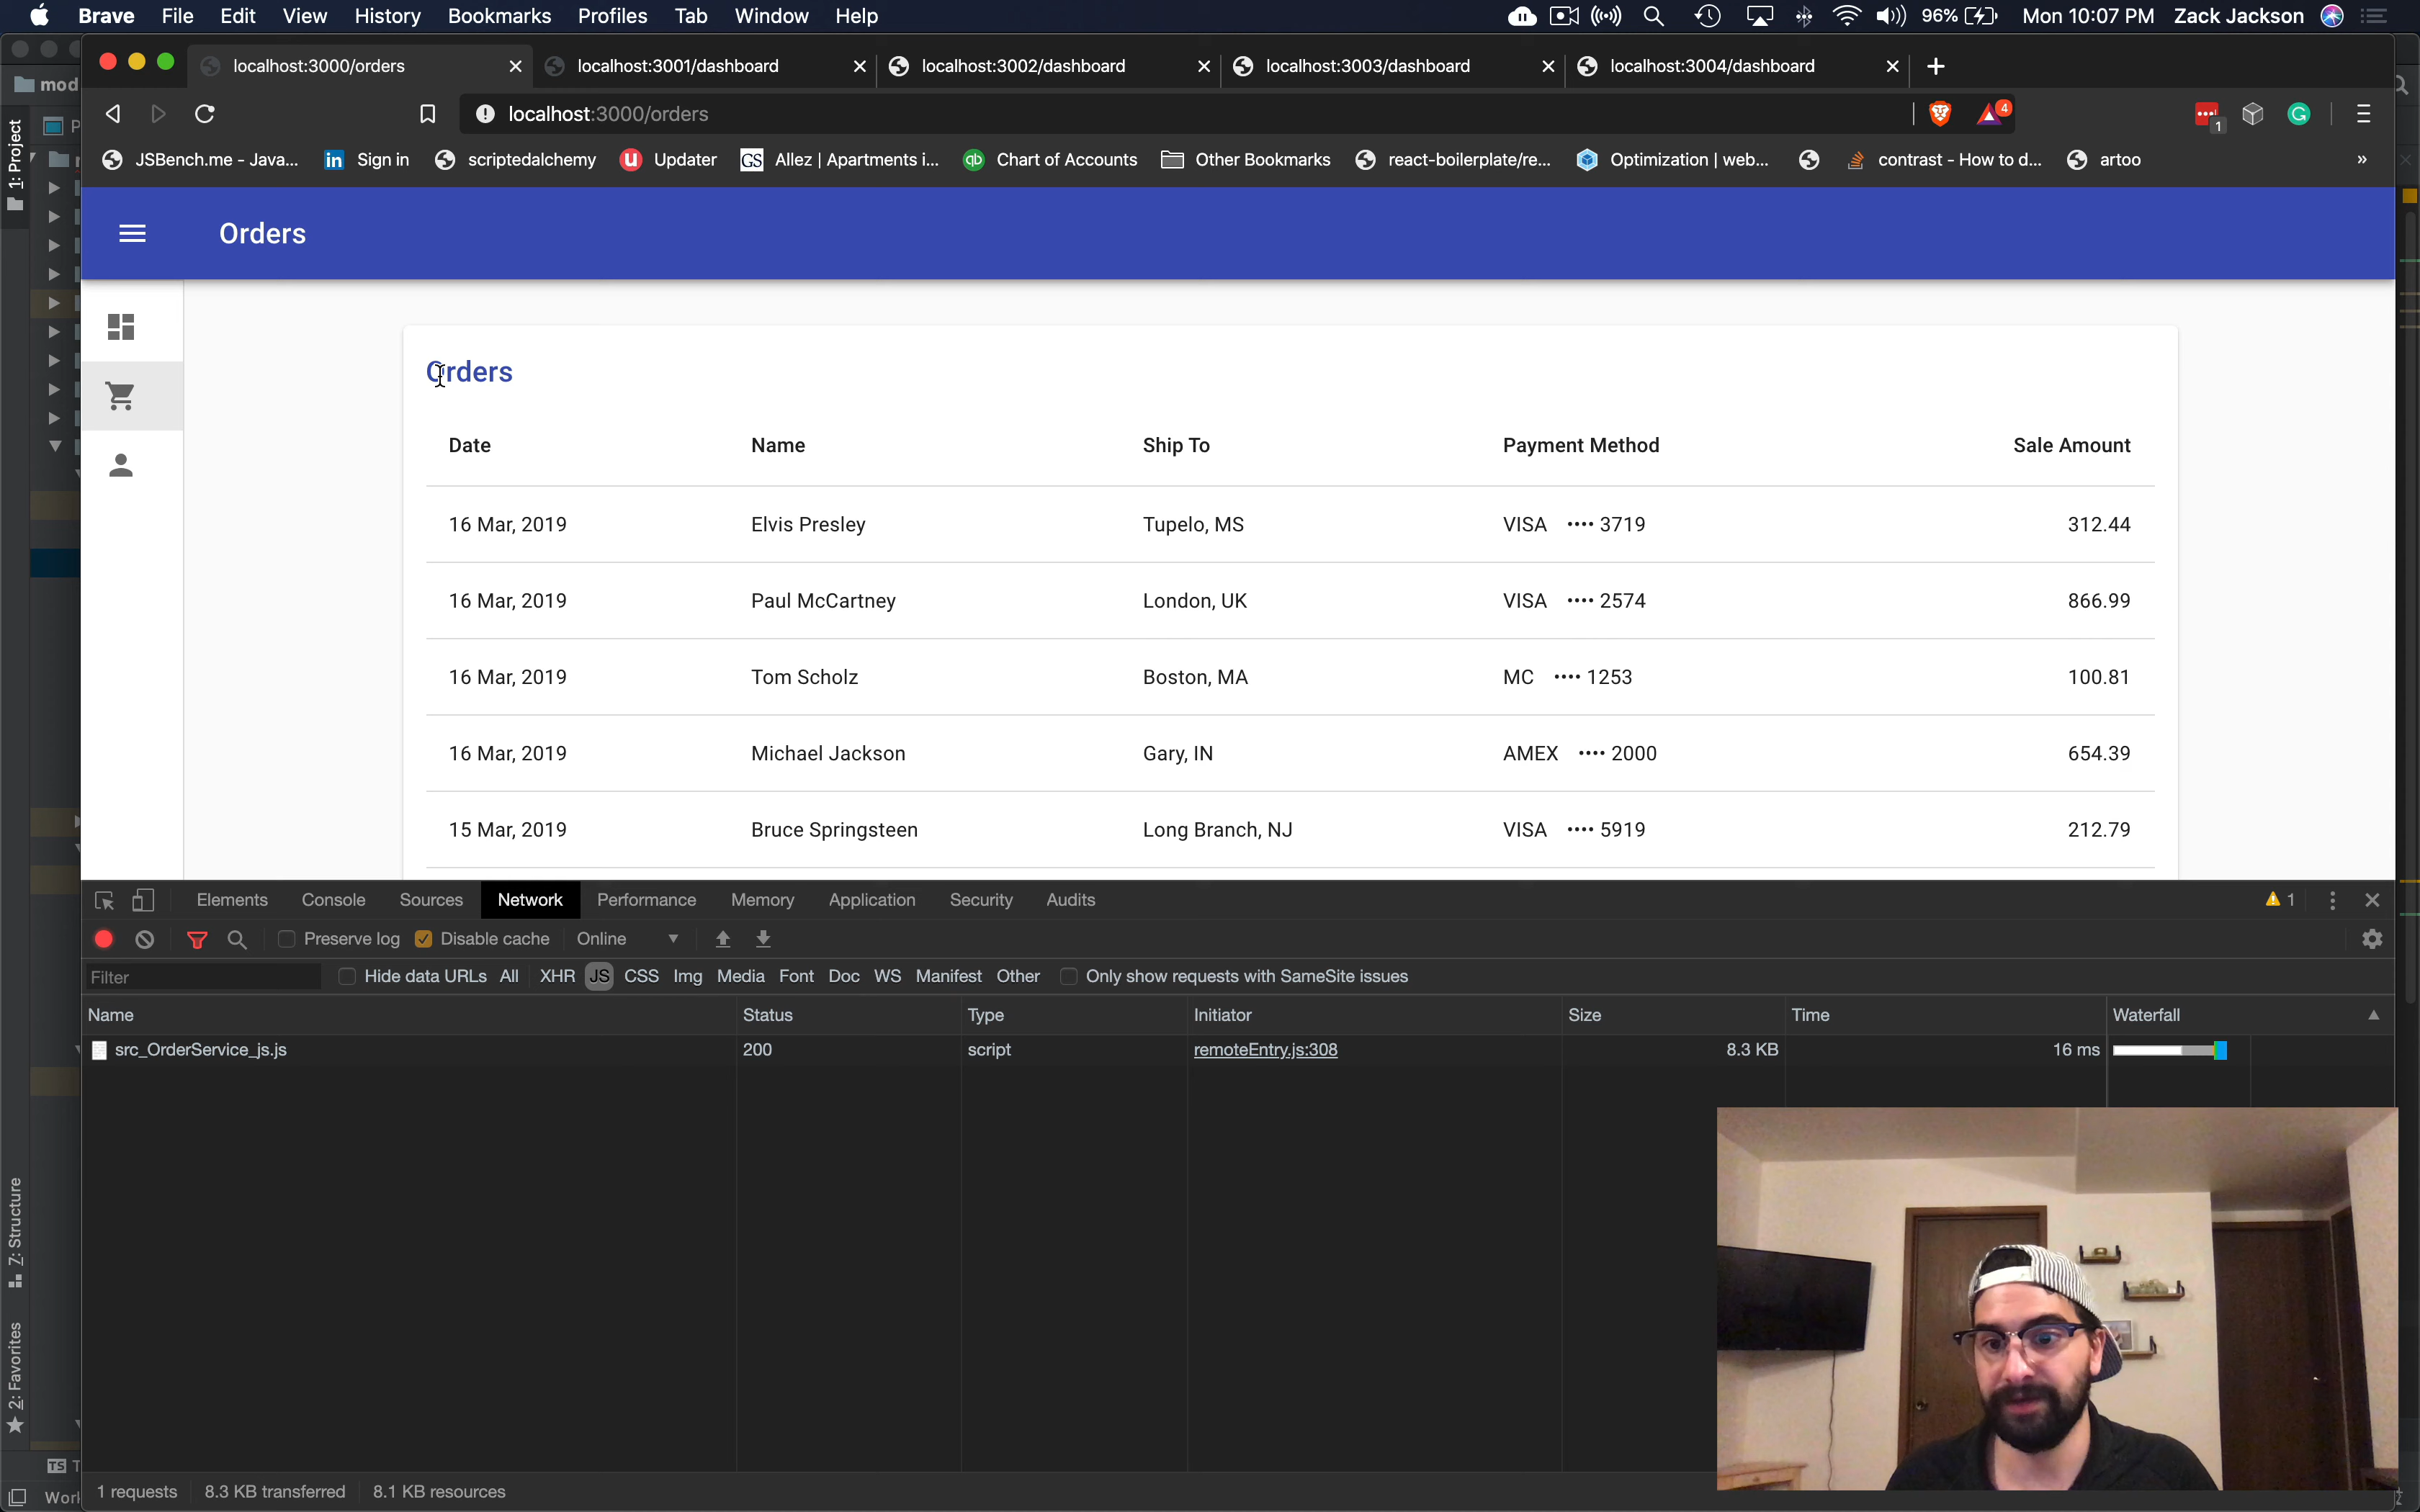 Brave File Edit View History Bookmarks Profiles Tab Window Help 96% Mon 10:07 PM Zack Jackson
localhost:3000/orders localhost:3001/dashboard localhost:3002/dashboard localhost:3003/dashboard localhost:3004/dashboard
mod
localhost:3000/orders 4 1
1: Project
JSBench.me - Java... Sign in scriptedalchemy Updater Allez | Apartments i... Chart of Accounts Other Bookmarks react-boilerplate/re... Optimization | web... contrast - How to d... artoo »
Orders
Orders
Date Name Ship To Payment Method Sale Amount
16 Mar, 2019 Elvis Presley Tupelo, MS VISA •••• 3719 312.44
16 Mar, 2019 Paul McCartney London, UK VISA •••• 2574 866.99
16 Mar, 2019 Tom Scholz Boston, MA MC •••• 1253 100.81
16 Mar, 2019 Michael Jackson Gary, IN AMEX •••• 2000 654.39
15 Mar, 2019 Bruce Springsteen Long Branch, NJ VISA •••• 5919 212.79
Elements Console Sources Network Performance Memory Application Security Audits 1
Preserve log Disable cache Online
Filter Hide data URLs All XHR JS CSS Img Media Font Doc WS Manifest Other Only show requests with SameSite issues
Name Status Type Initiator Size Time Waterfall
src_OrderService_js.js 200 script remoteEntry.js:308 8.3 KB 16 ms
7: Structure
2: Favorites
1 requests 8.3 KB transferred 8.1 KB resources